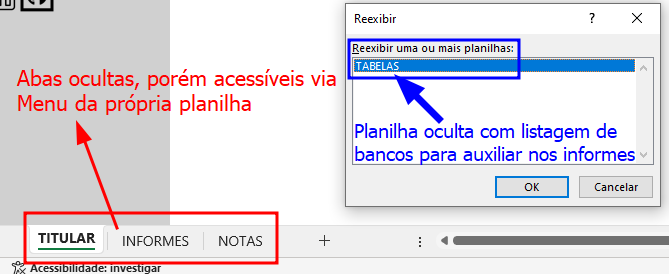 Reexibir
Reexibir uma ou mais planilhas:
TABELAS
Abas ocultas, porém acessíveis via
Menu da própria planilha
Planilha oculta com listagem de
bancos para auxiliar nos informes
OK
Cancelar
TITULAR
INFORMES
NOTAS
Acessibilidade: investigar